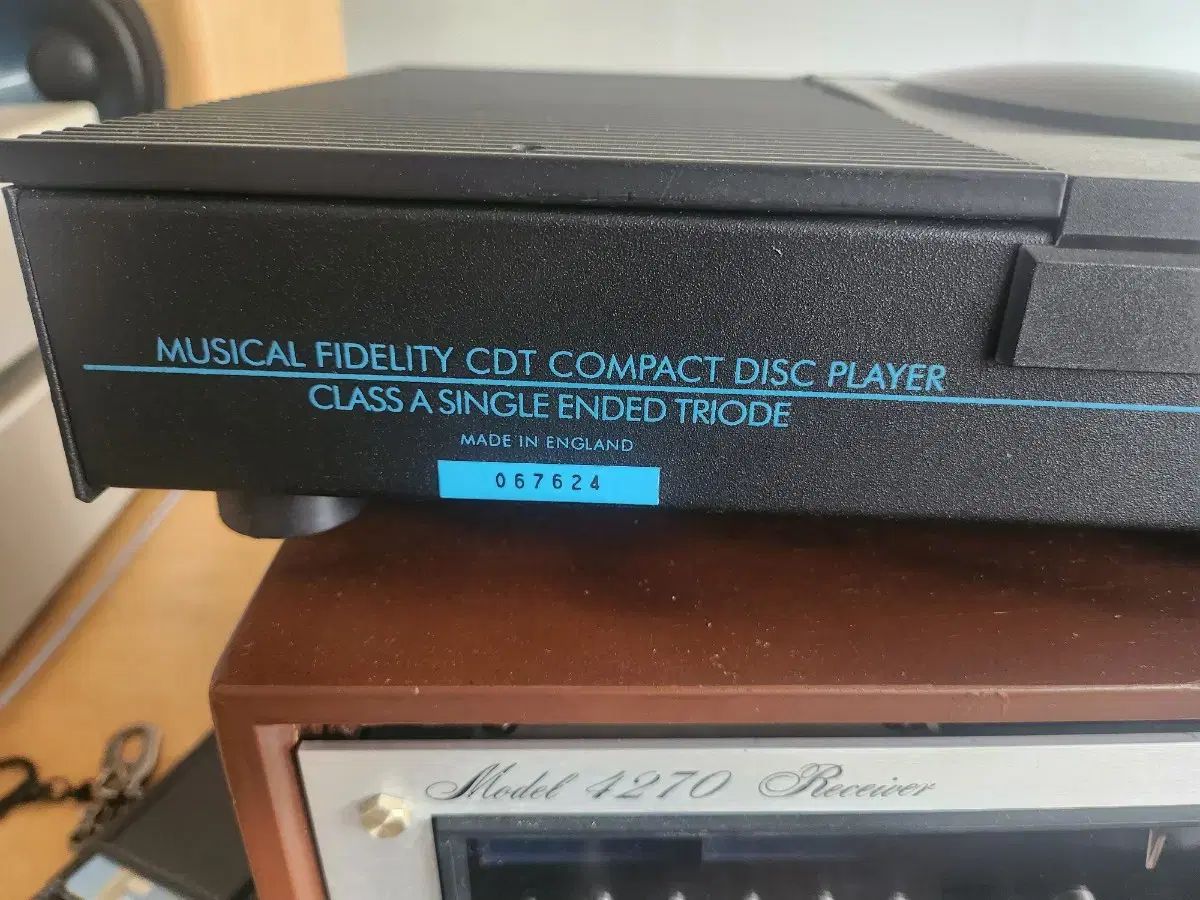 MUSICAL FIDELITY CDT COMPACT DISC PLAYER
CLASS A SINGLE ENDED TRIODE
MADE IN ENGLAND
067624
Model 4270 Receiver